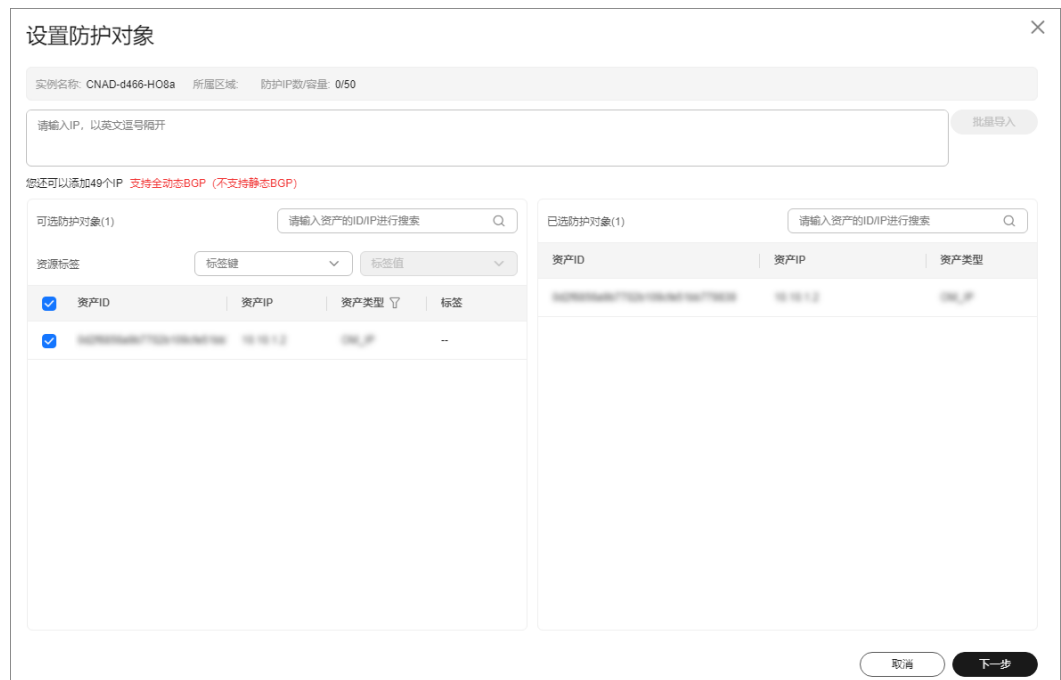 设置防护对象
实例名称: CNAD-d466-HO8a 所属区域: 防护IP数/容量: 0/50
请输入IP，以英文逗号隔开
批量导入
您还可以添加49个IP 支持全动态BGP（不支持静态BGP）
可选防护对象(1)
请输入资产的ID/IP进行搜索
资源标签
标签键
标签值
资产ID 资产IP 资产类型 标签
--
已选防护对象(1)
请输入资产的ID/IP进行搜索
资产ID 资产IP 资产类型
取消
下一步